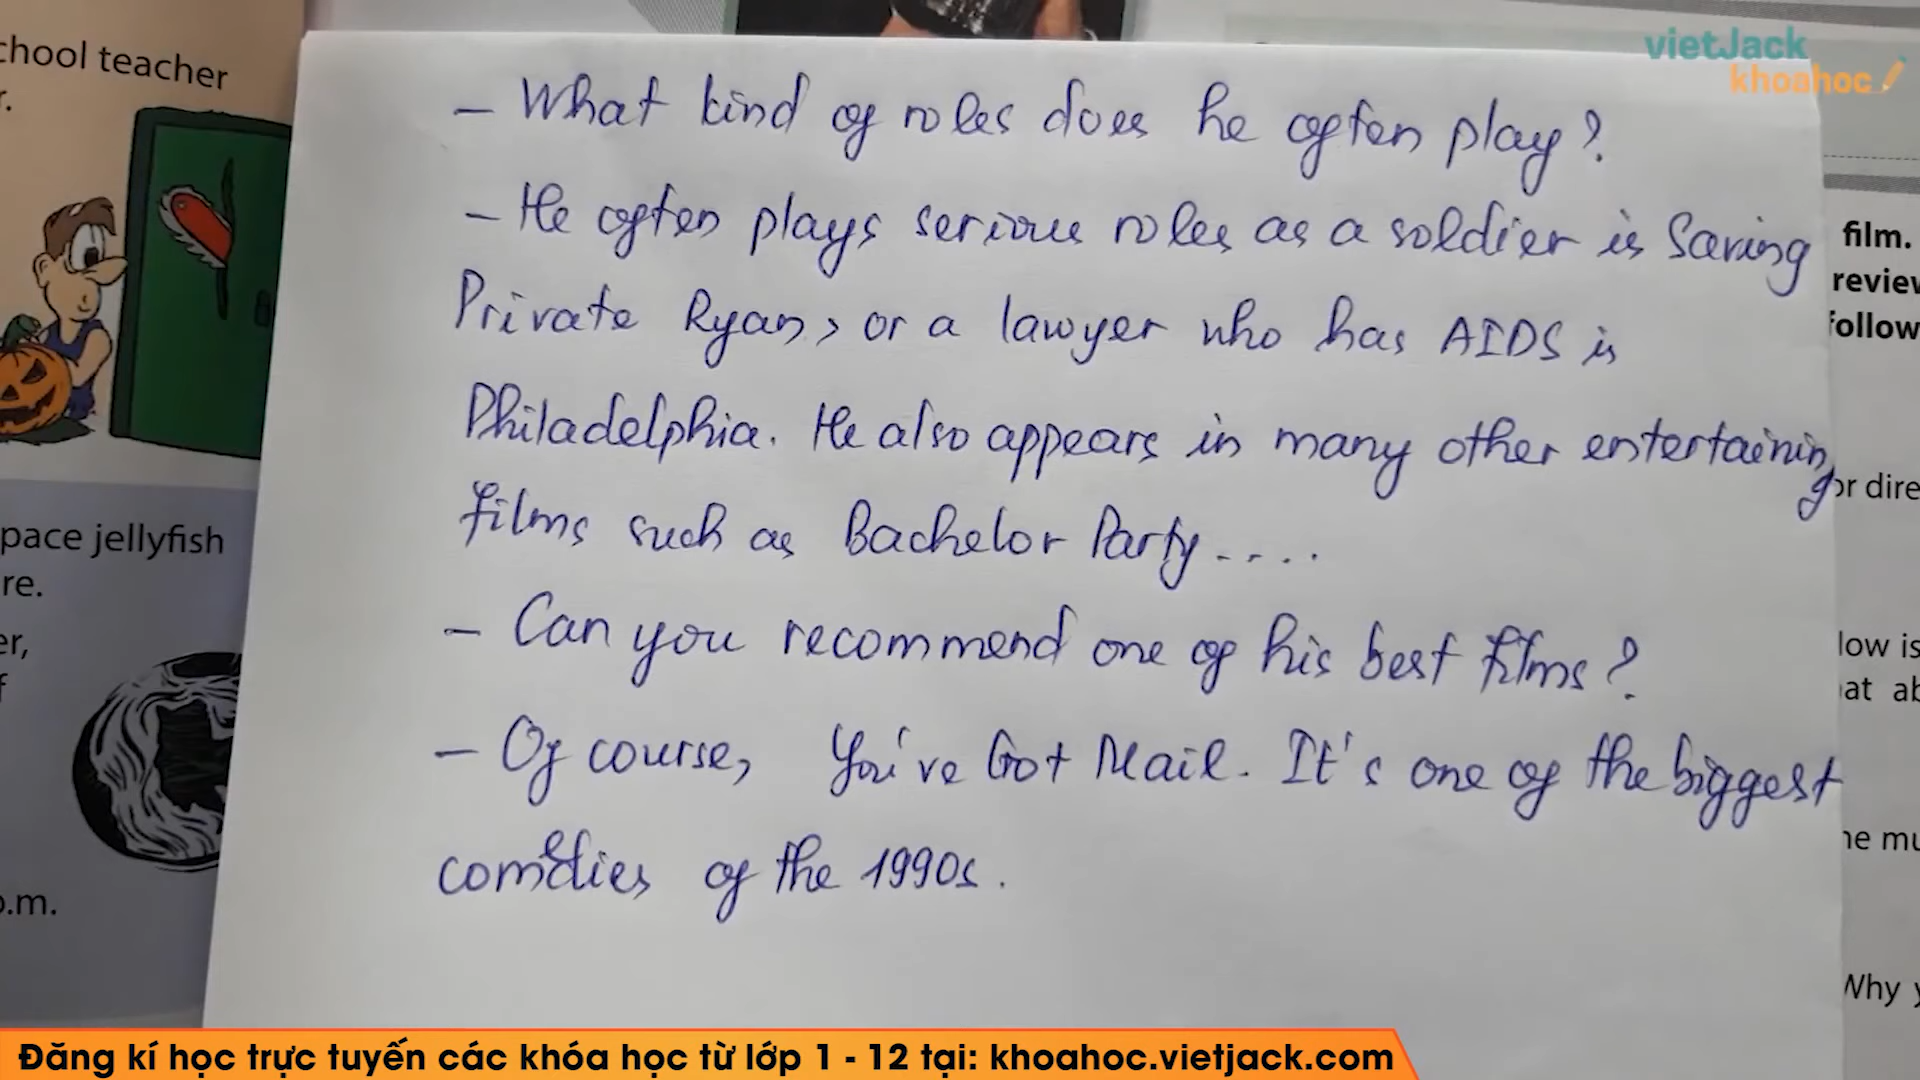 chool teacher
r.
vietJack
khoahoc
- What kind of roles does he often play?
- He often plays serious roles as a soldier is Saving
Private Ryan, or a lawyer who has AIDS is
Philadelphia. He also appears in many other entertaining
films such as Bachelor Party....
- Can you recommend one of his best films?
- Of course, You've Got Mail. It's one of the biggest
comedies of the 1990s.
pace jellyfish
re.
er,
f
p.m.
film.
review
follow
or dire
low is
at ab
he mu
Why y
Đăng kí học trực tuyến các khóa học từ lớp 1 - 12 tại: khoahoc.vietjack.com